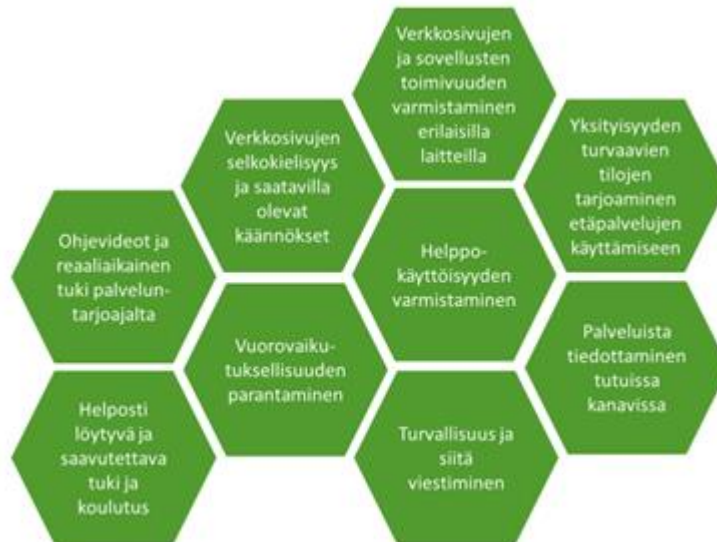 Verkkosivujen
ja sovellusten
toimivuuden
varmistaminen
erilaisilla
laitteilla
Verkkosivujen
selkokielisyys
ja saatavilla
olevat
käännökset
Yksityisyyden
turvaavien
tilojen
tarjoaminen
etäpalvelujen
käyttämiseen
Ohjevideot ja
reaaliaikainen
tuki palvelun-
tarjoajalta
Helppo-
käyttöisyyden
varmistaminen
Vuorovaiku-
tuksellisuuden
parantaminen
Palveluista
tiedottaminen
tutuissa
kanavissa
Helposti
löytyvä ja
saavutettava
tuki ja
koulutus
Turvallisuus ja
siitä
viestiminen